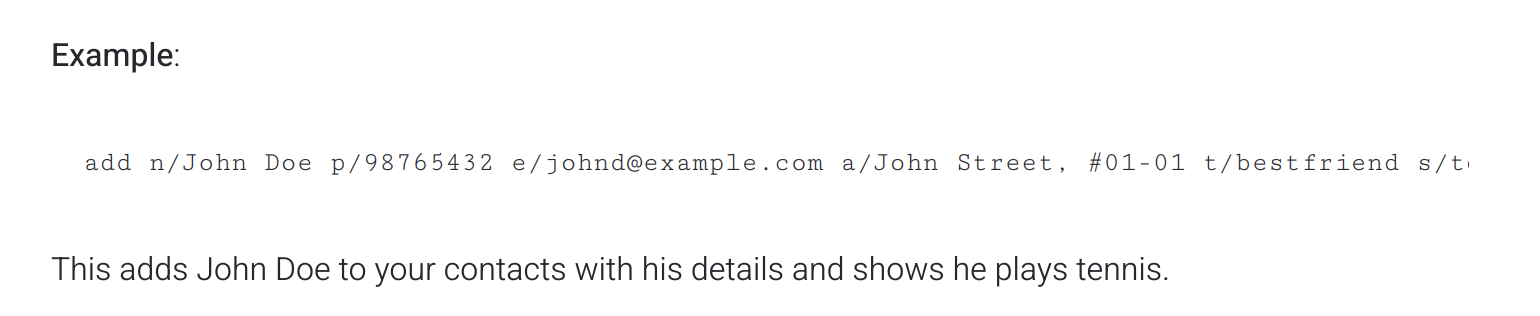 Example:
add n/John Doe p/98765432 e/johnd@example.com a/John Street, #01-01 t/bestfriend s/te
This adds John Doe to your contacts with his details and shows he plays tennis.